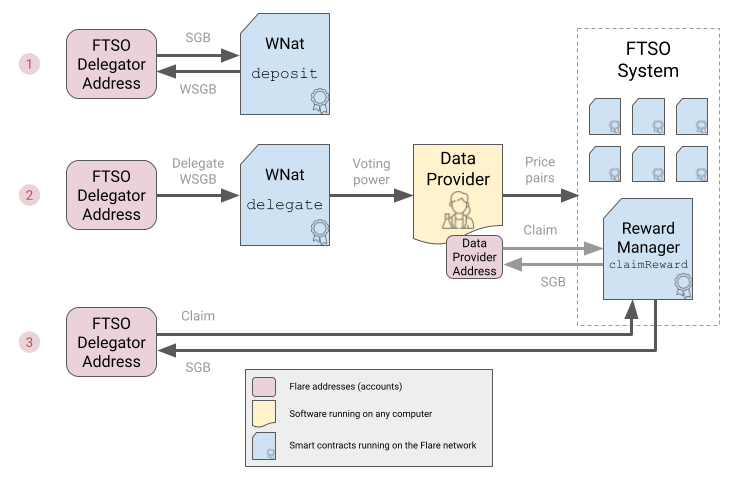 1
FTSO
Delegator
Address
SGB
WSGB
WNat
deposit
FTSO
System
2
FTSO
Delegator
Address
Delegate
WSGB
WNat
delegate
Voting
power
Data
Provider
Price
pairs
Data
Provider
Address
Claim
SGB
Reward
Manager
claimReward
3
FTSO
Delegator
Address
Claim
SGB
Flare addresses (accounts)
Software running on any computer
Smart contracts running on the Flare network